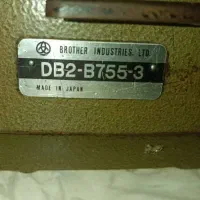 BROTHER INDUSTRIES, LTD.
DB2-B755-3
MADE IN JAPAN